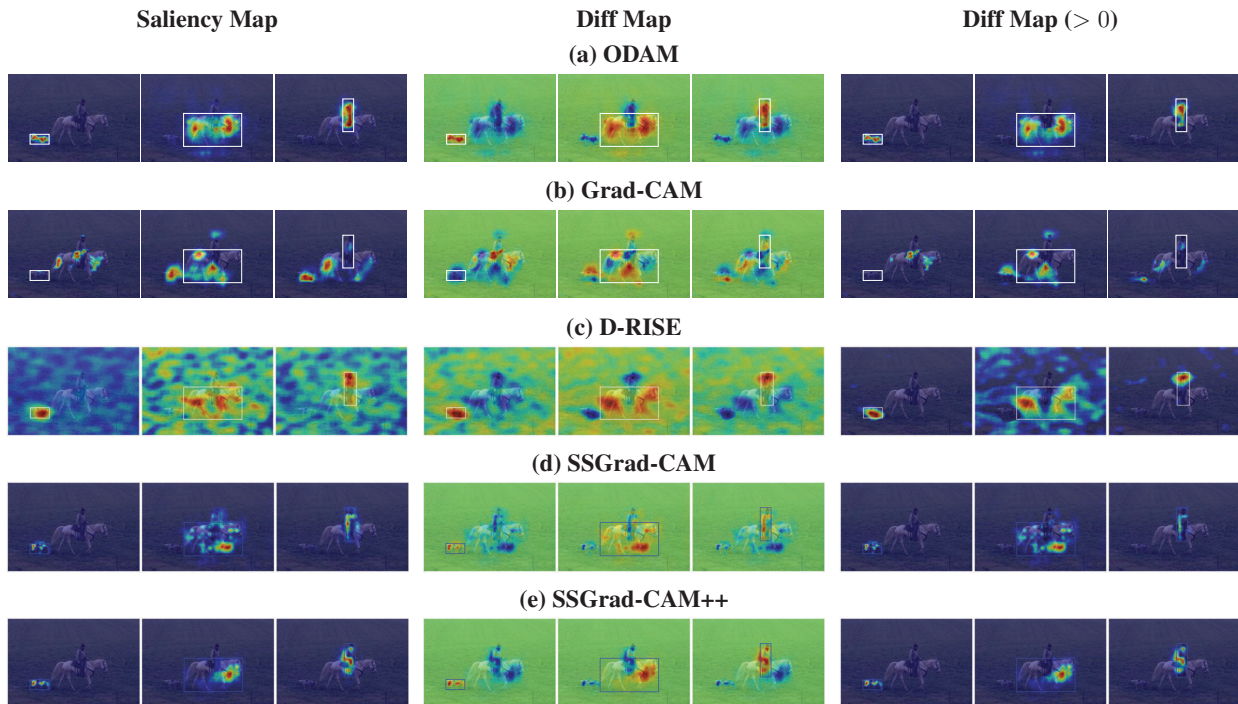 Saliency Map Diff Map Diff Map (> 0)
(a) ODAM
(b) Grad-CAM
(c) D-RISE
(d) SSGrad-CAM
(e) SSGrad-CAM++